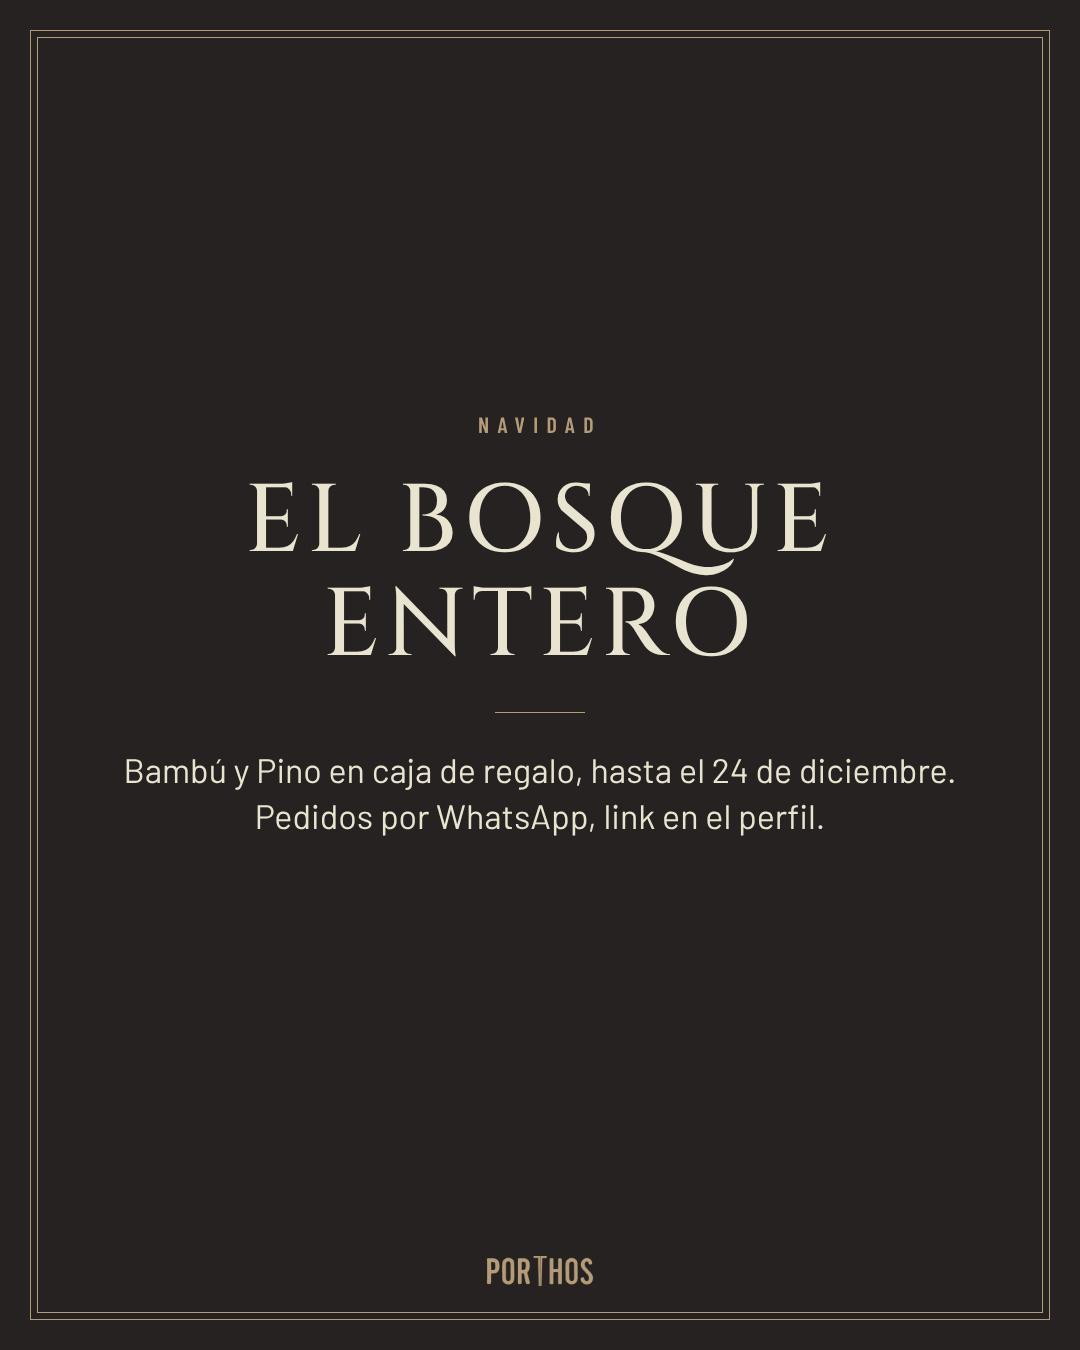 NAVIDAD
EL BOSQUE
ENTERO
Bambú y Pino en caja de regalo, hasta el 24 de diciembre.
Pedidos por WhatsApp, link en el perfil.
PORTHOS